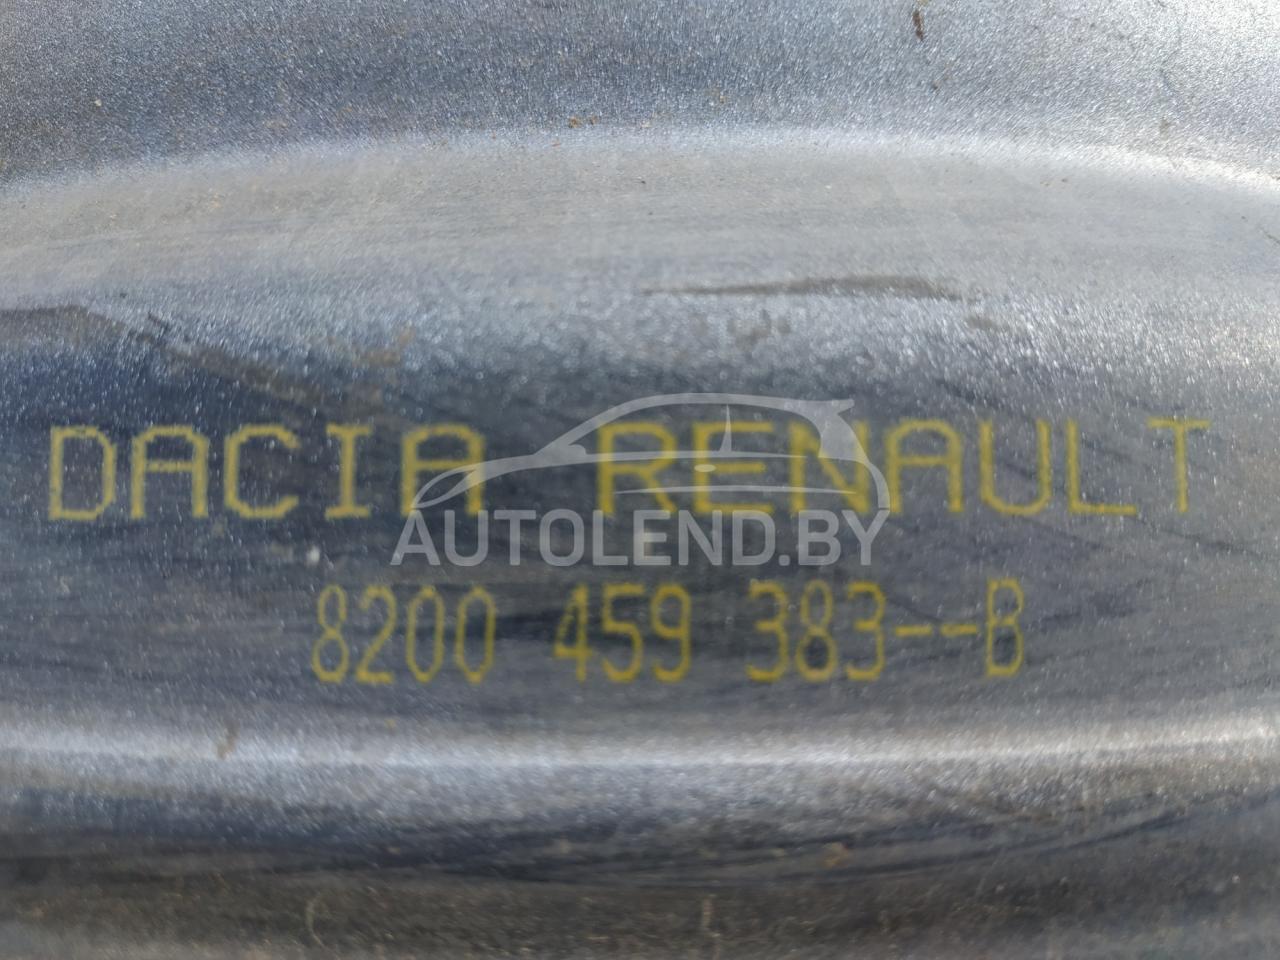 DACIA RENAULT
AUTOLEND.BY
8200 459 383--B